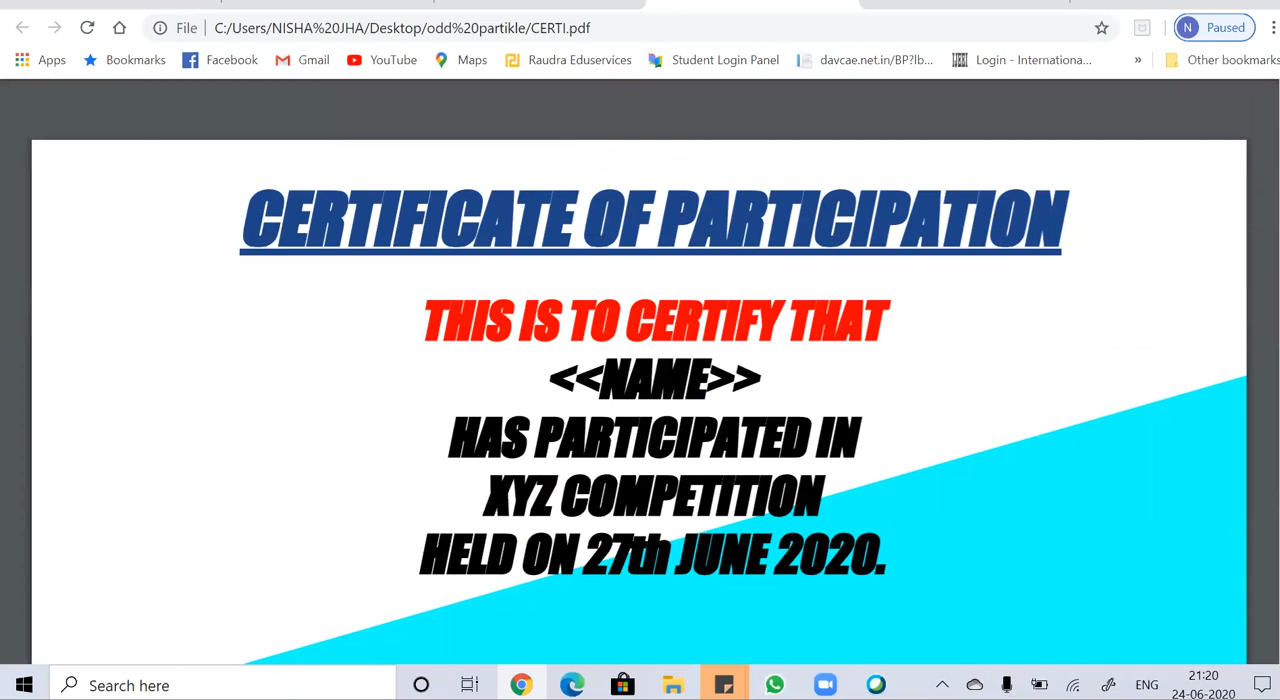 File C:/Users/NISHA%20JHA/Desktop/odd%20partikle/CERTI.pdf N Paused
Apps Bookmarks Facebook Gmail YouTube Maps Raudra Eduservices Student Login Panel davcae.net.in/BP?lb... Login - Internationa... » Other bookmarks
CERTIFICATE OF PARTICIPATION
THIS IS TO CERTIFY THAT
<<NAME>>
HAS PARTICIPATED IN
XYZ COMPETITION
HELD ON 27th JUNE 2020.
Search here ENG 21:20
24-06-2020